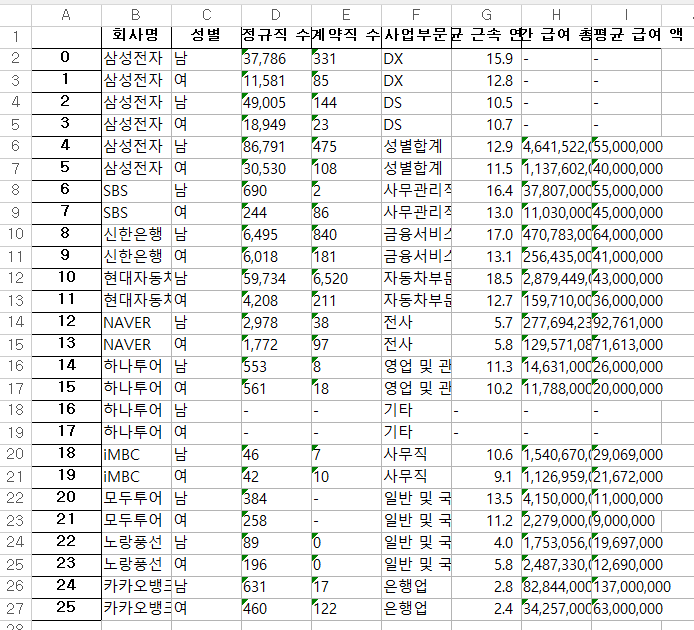 A B C D E F G H I
1 회사명 성별 정규직 수 계약직 수 사업부문 균 근속 연 간 급여 총 평균 급여 액
2 0 삼성전자 남 37,786 331 DX 15.9 - -
3 1 삼성전자 여 11,581 85 DX 12.8 - -
4 2 삼성전자 남 49,005 144 DS 10.5 - -
5 3 삼성전자 여 18,949 23 DS 10.7 - -
6 4 삼성전자 남 86,791 475 성별합계 12.9 4,641,522,0 55,000,000
7 5 삼성전자 여 30,530 108 성별합계 11.5 1,137,602,0 40,000,000
8 6 SBS 남 690 2 사무관리직 16.4 37,807,000 55,000,000
9 7 SBS 여 244 86 사무관리직 13.0 11,030,000 45,000,000
10 8 신한은행 남 6,495 840 금융서비스 17.0 470,783,00 64,000,000
11 9 신한은행 여 6,018 181 금융서비스 13.1 256,435,00 41,000,000
12 10 현대자동차 남 59,734 6,520 자동차부문 18.5 2,879,449,0 43,000,000
13 11 현대자동차 여 4,208 211 자동차부문 12.7 159,710,00 36,000,000
14 12 NAVER 남 2,978 38 전사 5.7 277,694,23 92,761,000
15 13 NAVER 여 1,772 97 전사 5.8 129,571,08 71,613,000
16 14 하나투어 남 553 8 영업 및 관 11.3 14,631,000 26,000,000
17 15 하나투어 여 561 18 영업 및 관 10.2 11,788,000 20,000,000
18 16 하나투어 남 - - 기타 - - -
19 17 하나투어 여 - - 기타 - - -
20 18 iMBC 남 46 7 사무직 10.6 1,540,670,0 29,069,000
21 19 iMBC 여 42 10 사무직 9.1 1,126,959,0 21,672,000
22 20 모두투어 남 384 - 일반 및 국 13.5 4,150,000,0 11,000,000
23 21 모두투어 여 258 - 일반 및 국 11.2 2,279,000,0 9,000,000
24 22 노랑풍선 남 89 0 일반 및 국 4.0 1,753,056,0 19,697,000
25 23 노랑풍선 여 196 0 일반 및 국 5.8 2,487,330,0 12,690,000
26 24 카카오뱅크 남 631 17 은행업 2.8 82,844,000 137,000,000
27 25 카카오뱅크 여 460 122 은행업 2.4 34,257,000 63,000,000